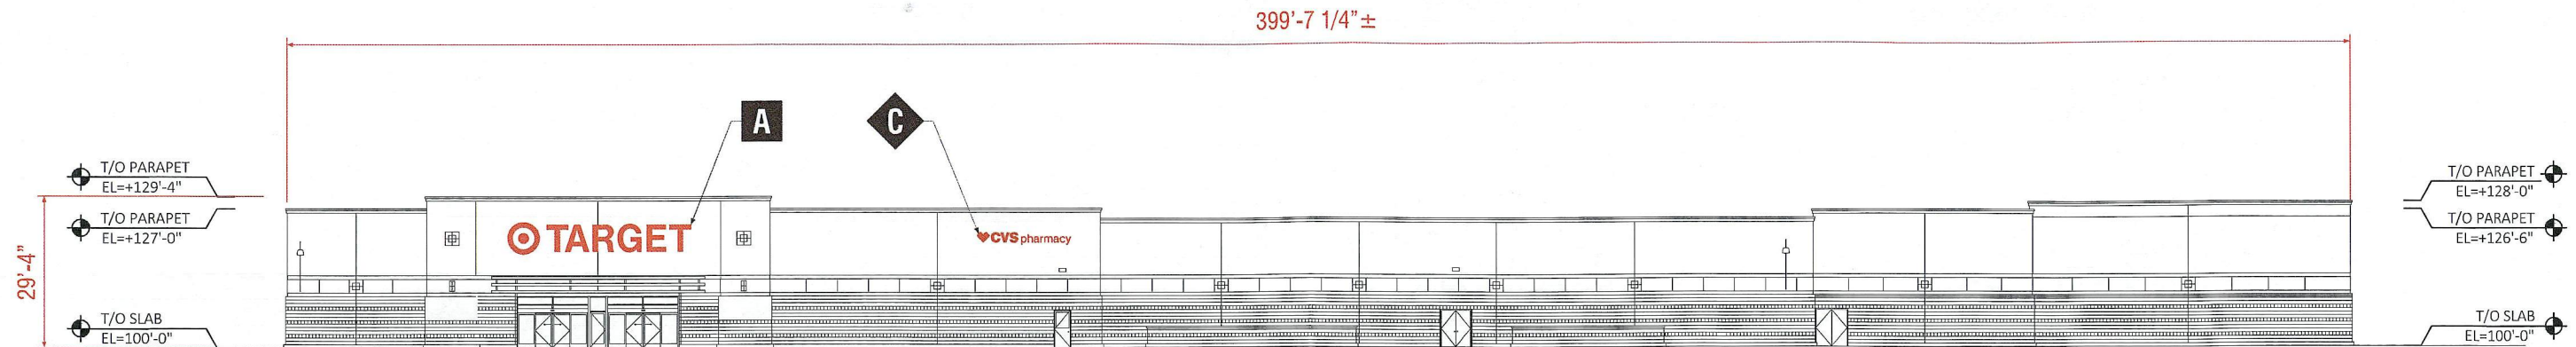 399'-7 1/4" ±
A
C
T/O PARAPET
EL=+129'-4"
T/O PARAPET
EL=+127'-0"
29'-4"
T/O SLAB
EL=100'-0"
TARGET
CVS pharmacy
T/O PARAPET
EL=+128'-0"
T/O PARAPET
EL=+126'-6"
T/O SLAB
EL=100'-0"